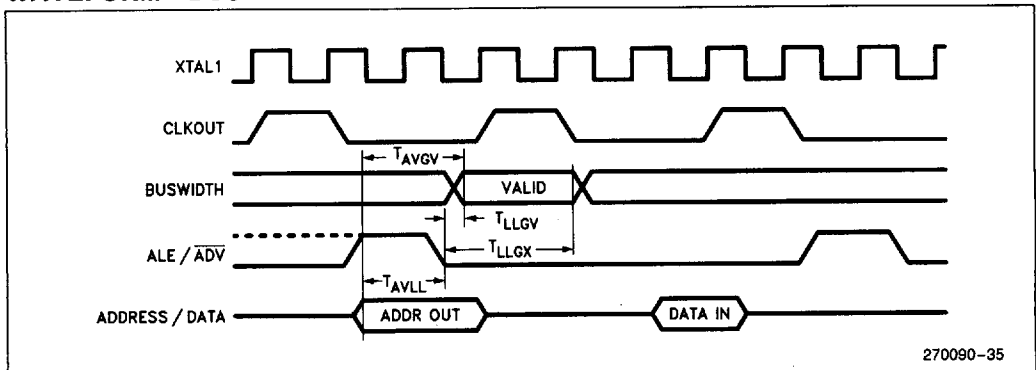 XTAL1
CLKOUT
TAVGV
BUSWIDTH
VALID
TLLGV
ALE / ADV
TLLGX
TAVLL
ADDRESS / DATA
ADDR OUT
DATA IN
270090-35